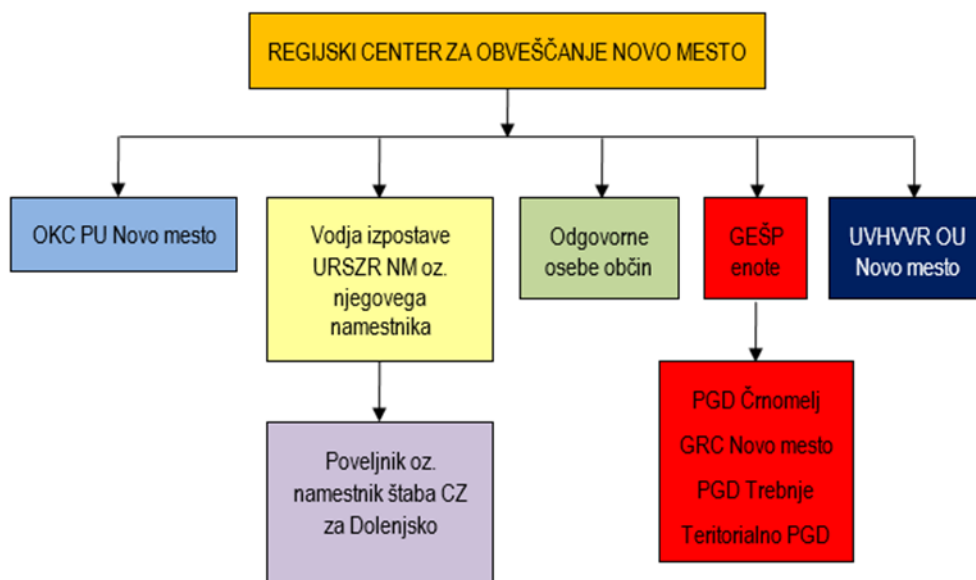 REGIJSKI CENTER ZA OBVEŠČANJE NOVO MESTO
OKC PU Novo mesto
Vodja izpostave
URSZR NM oz.
njegovega
namestnika
Odgovorne
osebe občin
GEŠP
enote
UVHVVR OU
Novo mesto
Poveljnik oz.
namestnik štaba CZ
za Dolenjsko
PGD Črnomelj
GRC Novo mesto
PGD Trebnje
Teritorialno PGD